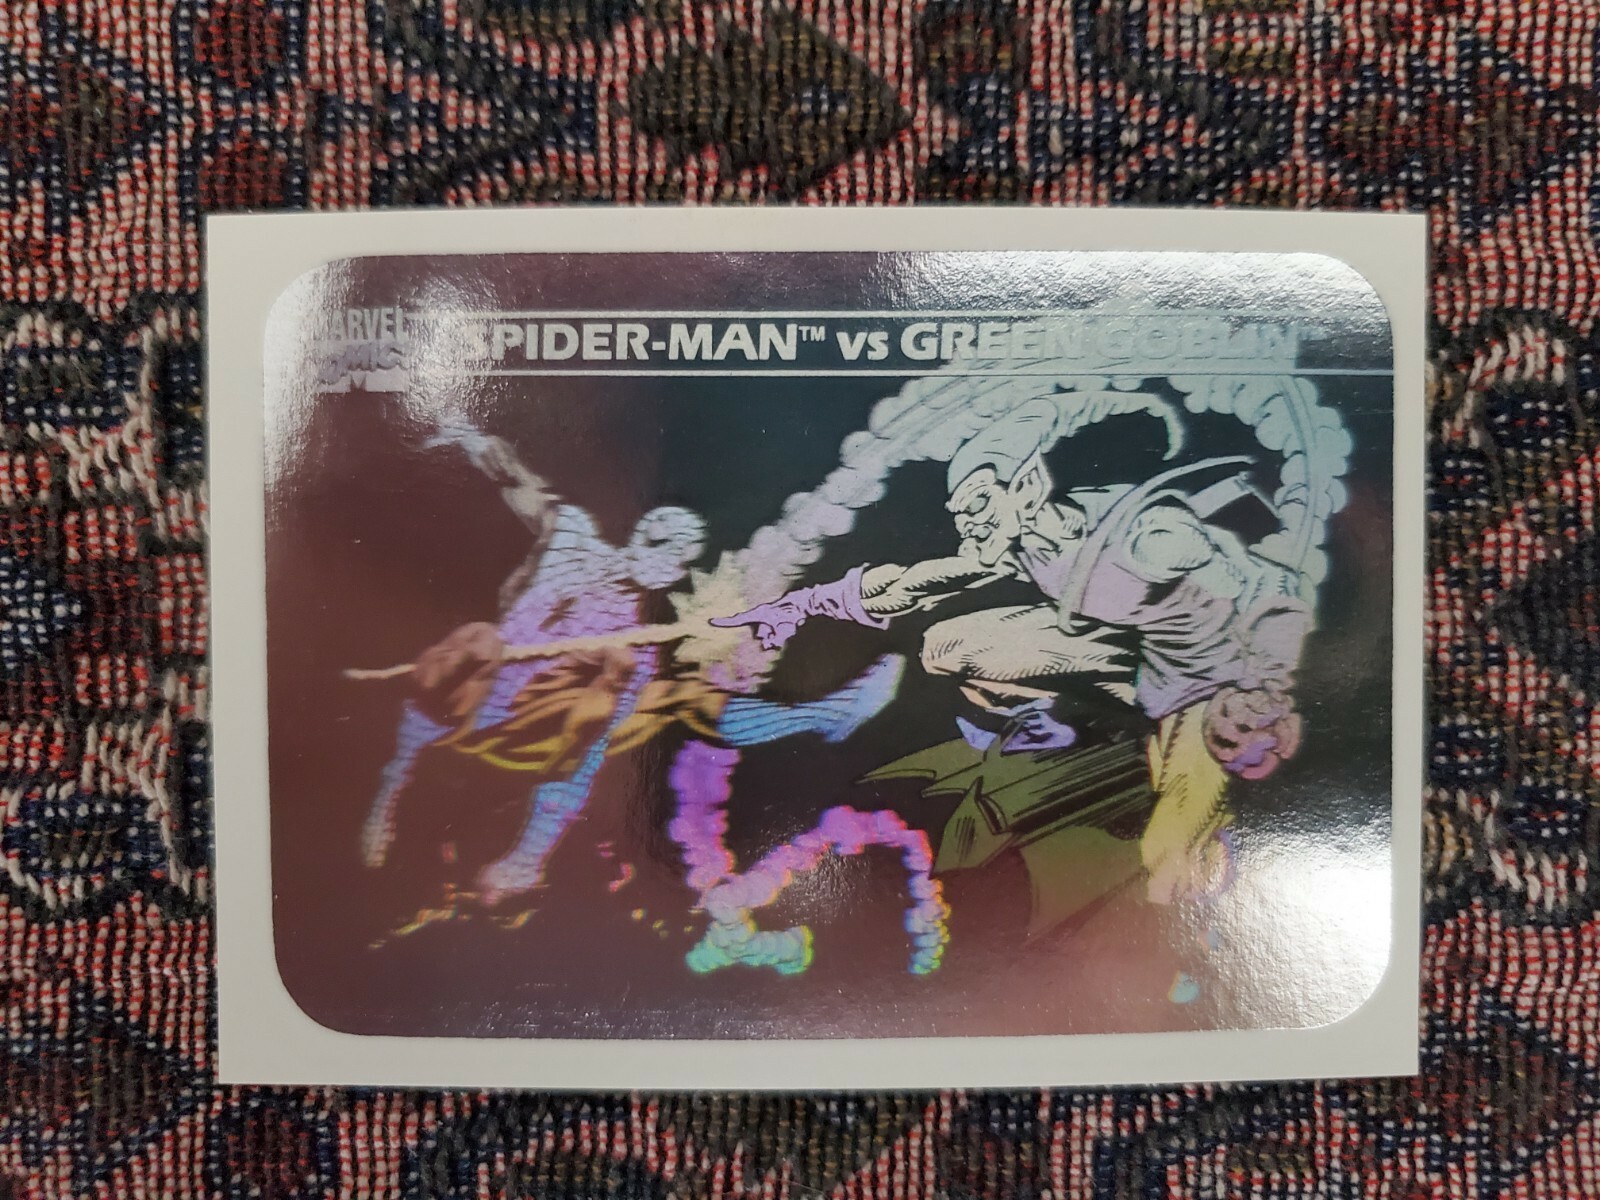 MARVEL
COMICS
SPIDER-MAN™ vs GREEN GOBLIN™